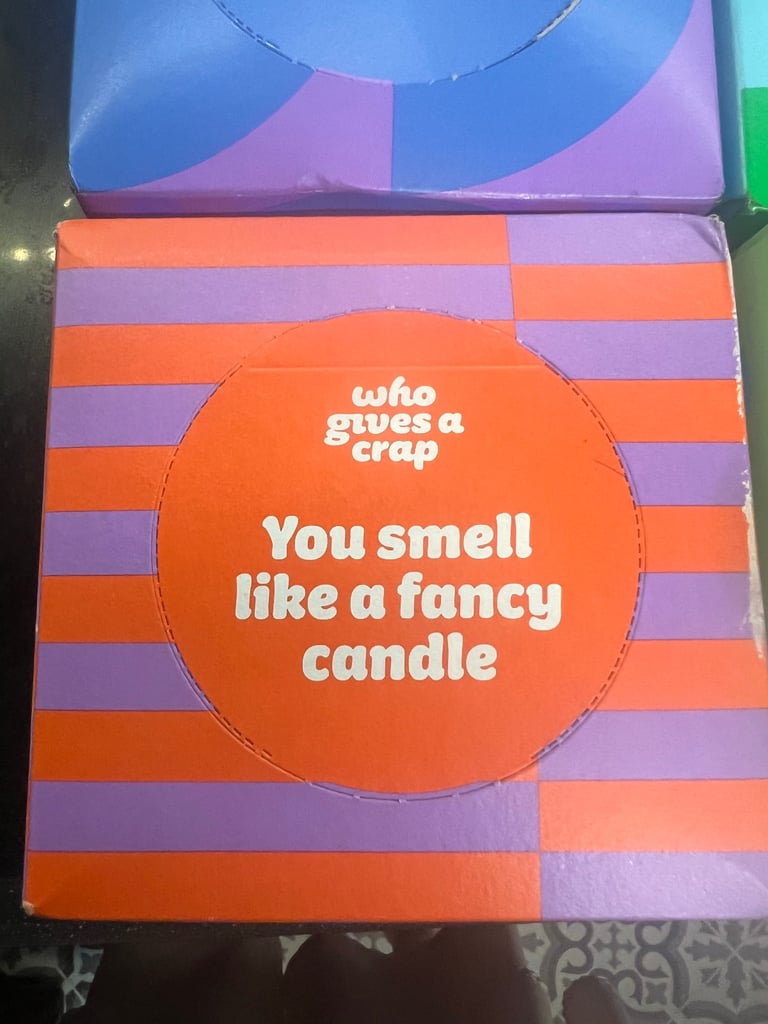 who
gives a
crap
You smell
like a fancy
candle